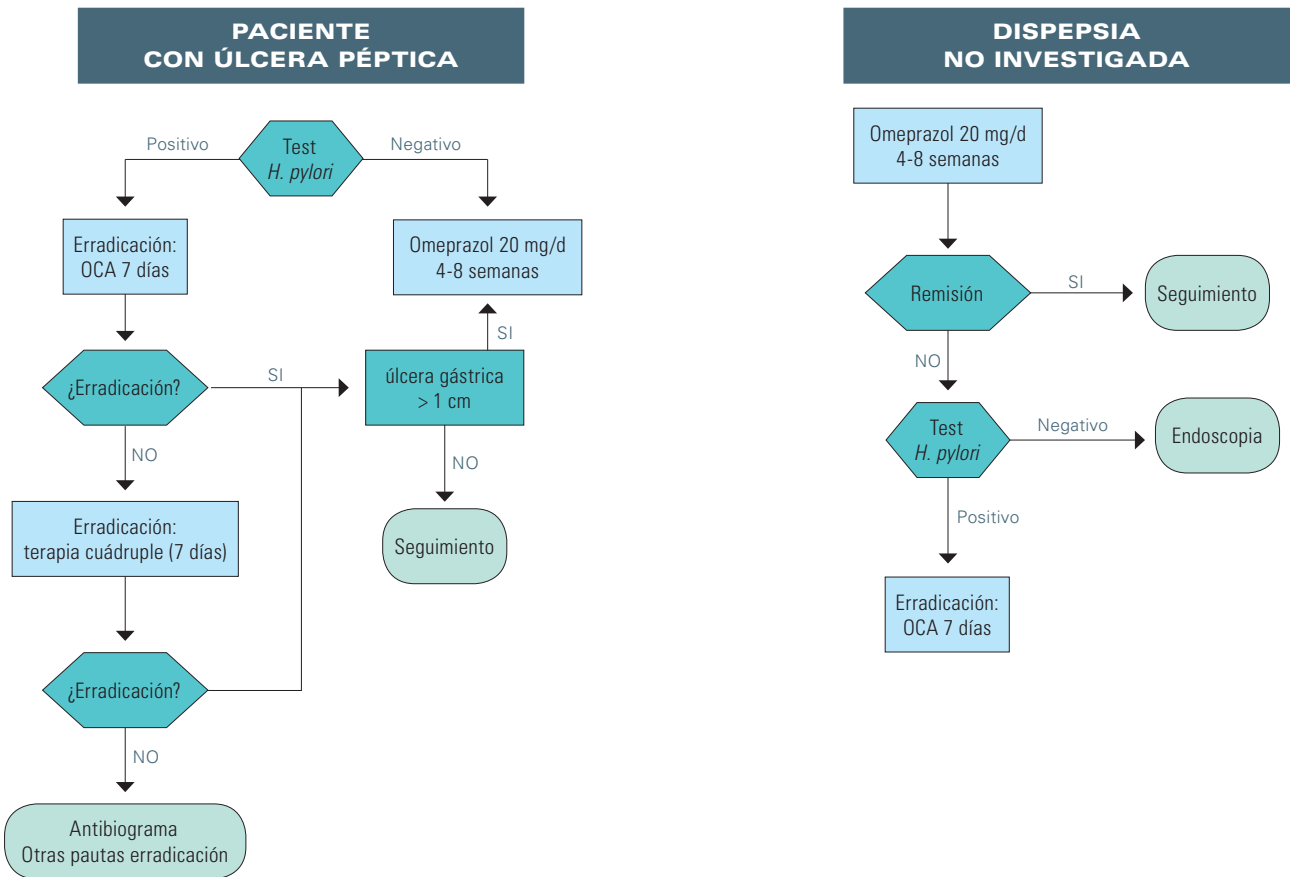 PACIENTE
CON ÚLCERA PÉPTICA
Positivo
Test
H. pylori
Negativo
Erradicación:
OCA 7 días
Omeprazol 20 mg/d
4-8 semanas
SI
¿Erradicación?
SI
úlcera gástrica
> 1 cm
NO
NO
Erradicación:
terapia cuádruple (7 días)
Seguimiento
¿Erradicación?
NO
Antibiograma
Otras pautas erradicación
DISPEPSIA
NO INVESTIGADA
Omeprazol 20 mg/d
4-8 semanas
Remisión
SI
Seguimiento
NO
Test
H. pylori
Negativo
Endoscopia
Positivo
Erradicación:
OCA 7 días